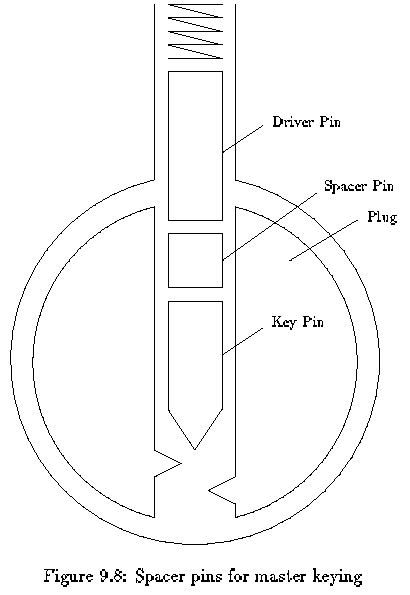 Driver Pin
Spacer Pin
Plug
Key Pin
Figure 9.8: Spacer pins for master keying